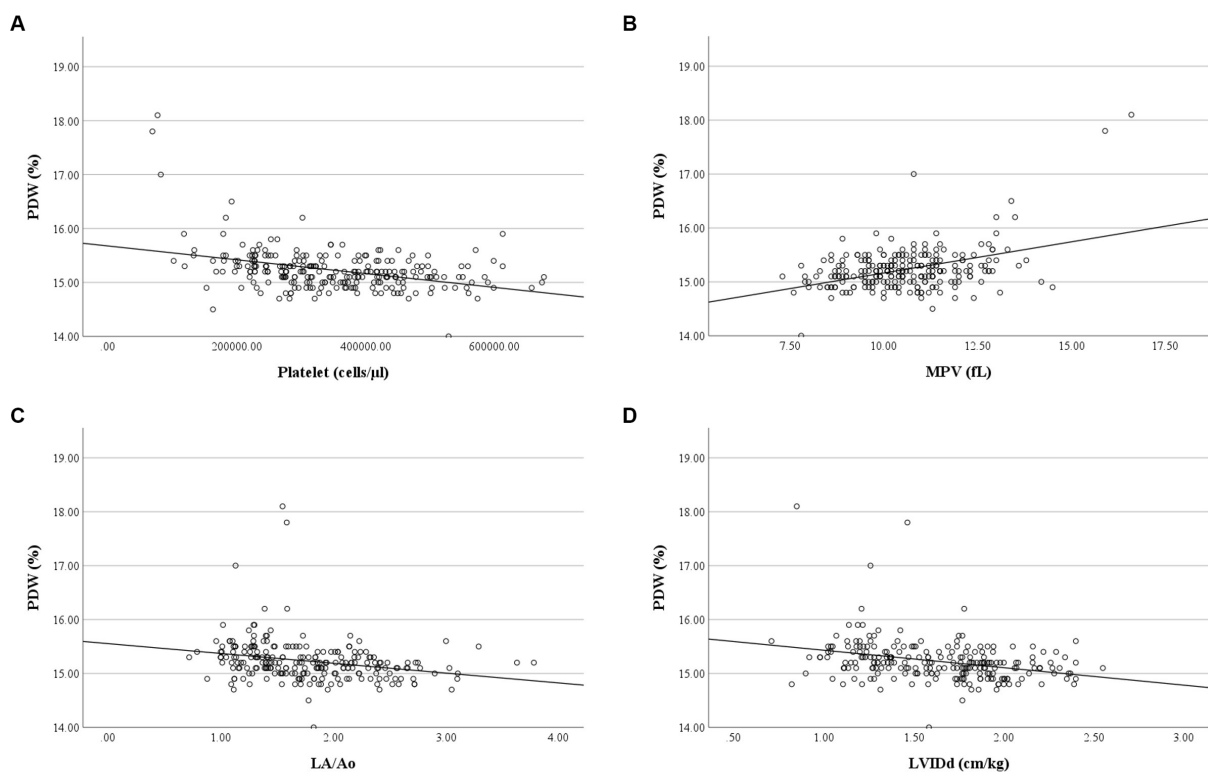 A
19.00
18.00
17.00
16.00
15.00
14.00
PDW (%)
.00 200000.00 400000.00 600000.00
Platelet (cells/µl)
B
19.00
18.00
17.00
16.00
15.00
14.00
PDW (%)
7.50 10.00 12.50 15.00 17.50
MPV (fL)
C
19.00
18.00
17.00
16.00
15.00
14.00
PDW (%)
.00 1.00 2.00 3.00 4.00
LA/Ao
D
19.00
18.00
17.00
16.00
15.00
14.00
PDW (%)
.50 1.00 1.50 2.00 2.50 3.00
LVIDd (cm/kg)